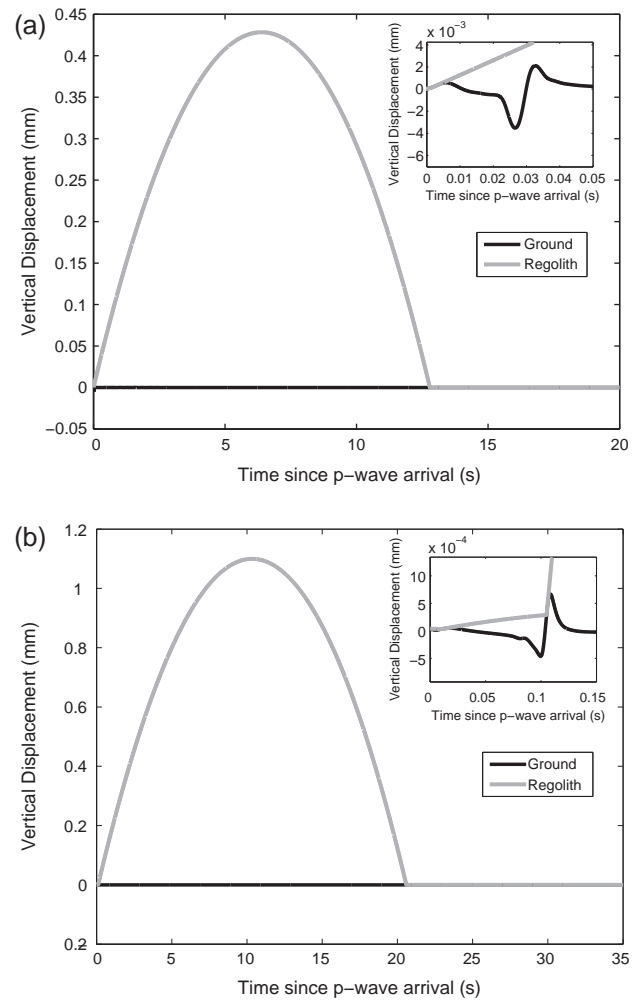 (a)
Vertical Displacement (mm)
0.45
0.4
0.35
0.3
0.25
0.2
0.15
0.1
0.05
0
−0.05
0 5 10 15 20
Time since p−wave arrival (s)
x 10⁻³
Vertical Displacement (mm)
4
2
0
−2
−4
−6
0 0.01 0.02 0.03 0.04 0.05
Time since p−wave arrival (s)
Ground
Regolith
(b)
Vertical Displacement (mm)
1.2
1
0.8
0.6
0.4
0.2
0
0.2
0 5 10 15 20 25 30 35
Time since p−wave arrival (s)
x 10⁻⁴
Vertical Displacement (mm)
10
5
0
−5
0 0.05 0.1 0.15
Time since p−wave arrival (s)
Ground
Regolith